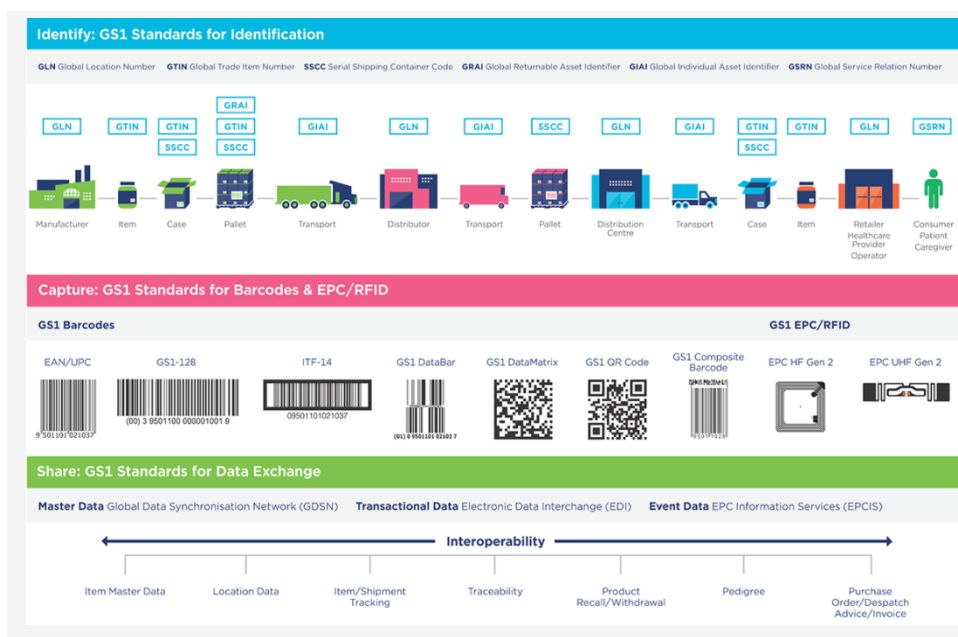 Identify: GS1 Standards for Identification
GLN Global Location Number GTIN Global Trade Item Number SSCC Serial Shipping Container Code GRAI Global Returnable Asset Identifier GIAI Global Individual Asset Identifier GSRN Global Service Relation Number
GRAI
GLN GTIN GTIN GTIN GIAI GLN GIAI SSCC GLN GIAI GTIN GTIN GLN GSRN
SSCC SSCC SSCC
Manufacturer Item Case Pallet Transport Distributor Transport Pallet Distribution Transport Case Item Retailer Consumer
Centre Healthcare Patient
Provider Caregiver
Operator
Capture: GS1 Standards for Barcodes & EPC/RFID
GS1 Barcodes GS1 EPC/RFID
EAN/UPC GS1-128 ITF-14 GS1 DataBar GS1 DataMatrix GS1 QR Code GS1 Composite EPC HF Gen 2 EPC UHF Gen 2
Barcode
09501101021037
(00) 3 9501100 000001001 9
9 501101 021037 (01) 0 9501101 02103 7
Share: GS1 Standards for Data Exchange
Master Data Global Data Synchronisation Network (GDSN) Transactional Data Electronic Data Interchange (EDI) Event Data EPC Information Services (EPCIS)
Interoperability
Item Master Data Location Data Item/Shipment Traceability Product Pedigree Purchase
Tracking Recall/Withdrawal Order/Despatch
Advice/Invoice